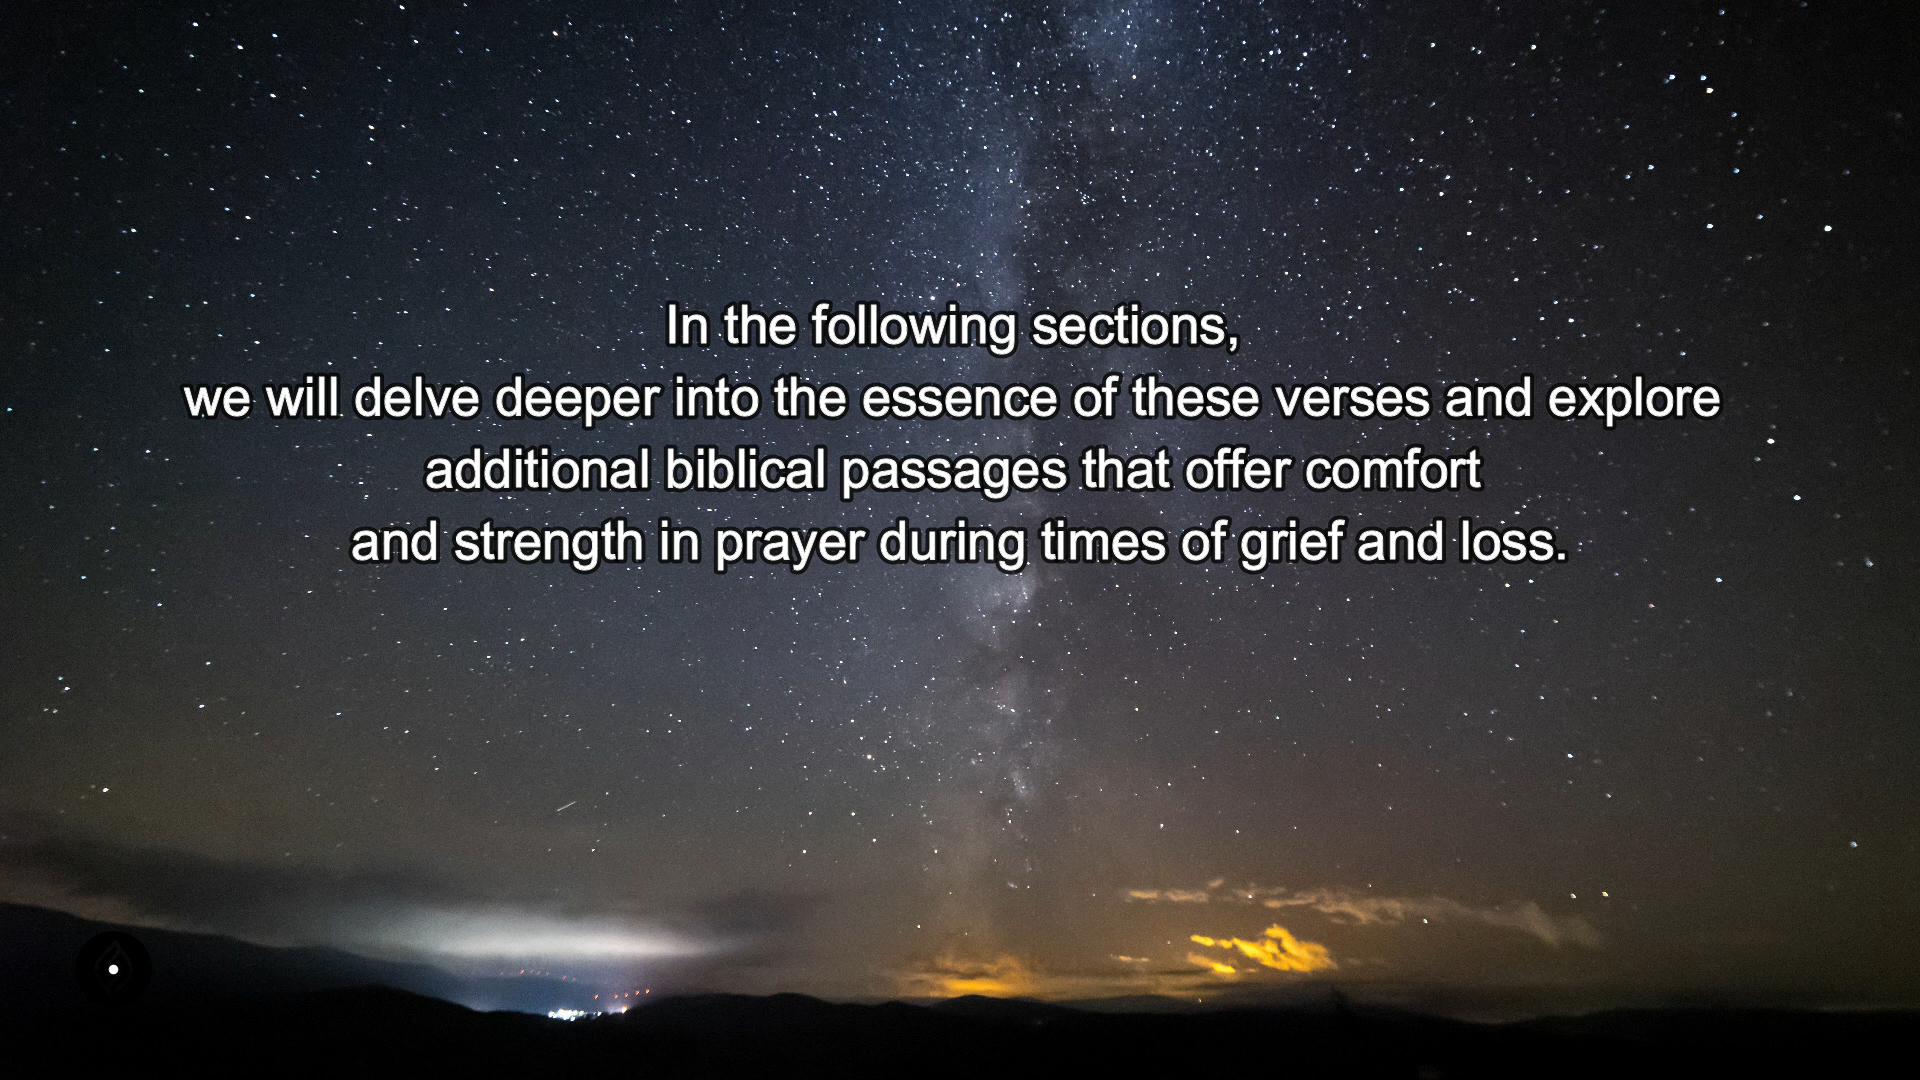 In the following sections,
we will delve deeper into the essence of these verses and explore
additional biblical passages that offer comfort
and strength in prayer during times of grief and loss.